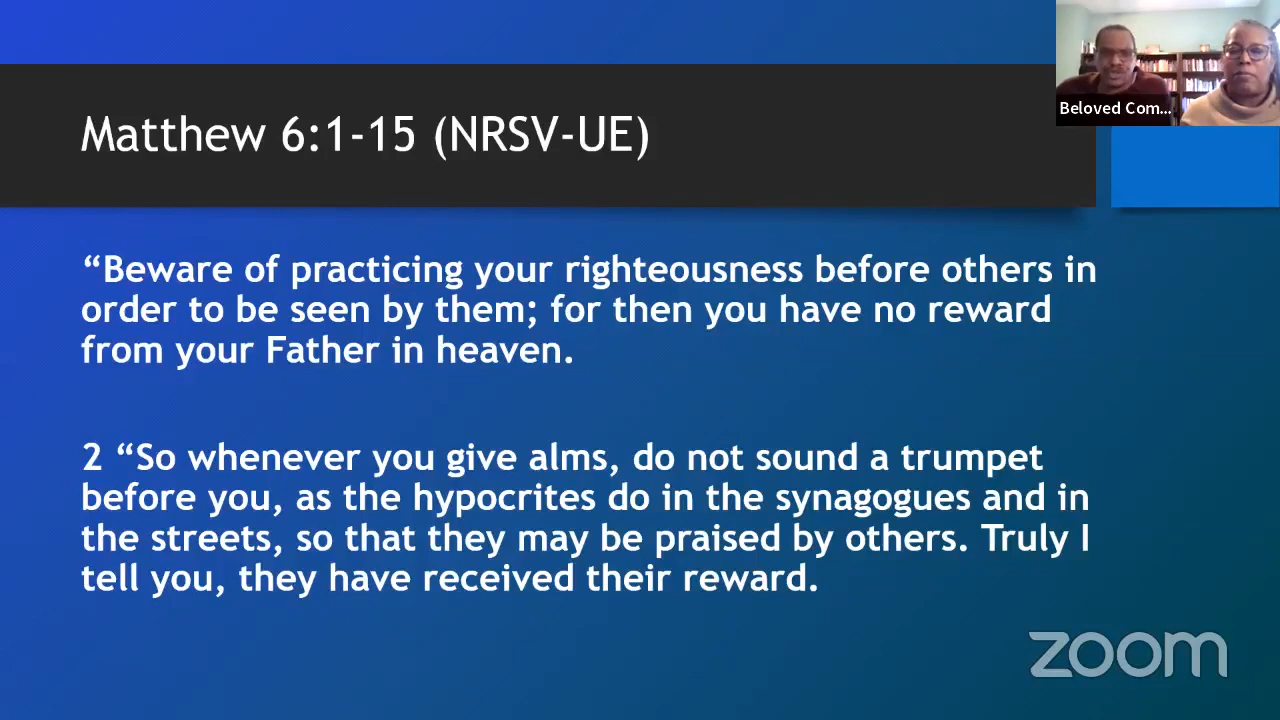 Beloved Com...
Matthew 6:1-15 (NRSV-UE)
“Beware of practicing your righteousness before others in
order to be seen by them; for then you have no reward
from your Father in heaven.
2 “So whenever you give alms, do not sound a trumpet
before you, as the hypocrites do in the synagogues and in
the streets, so that they may be praised by others. Truly I
tell you, they have received their reward.
zoom